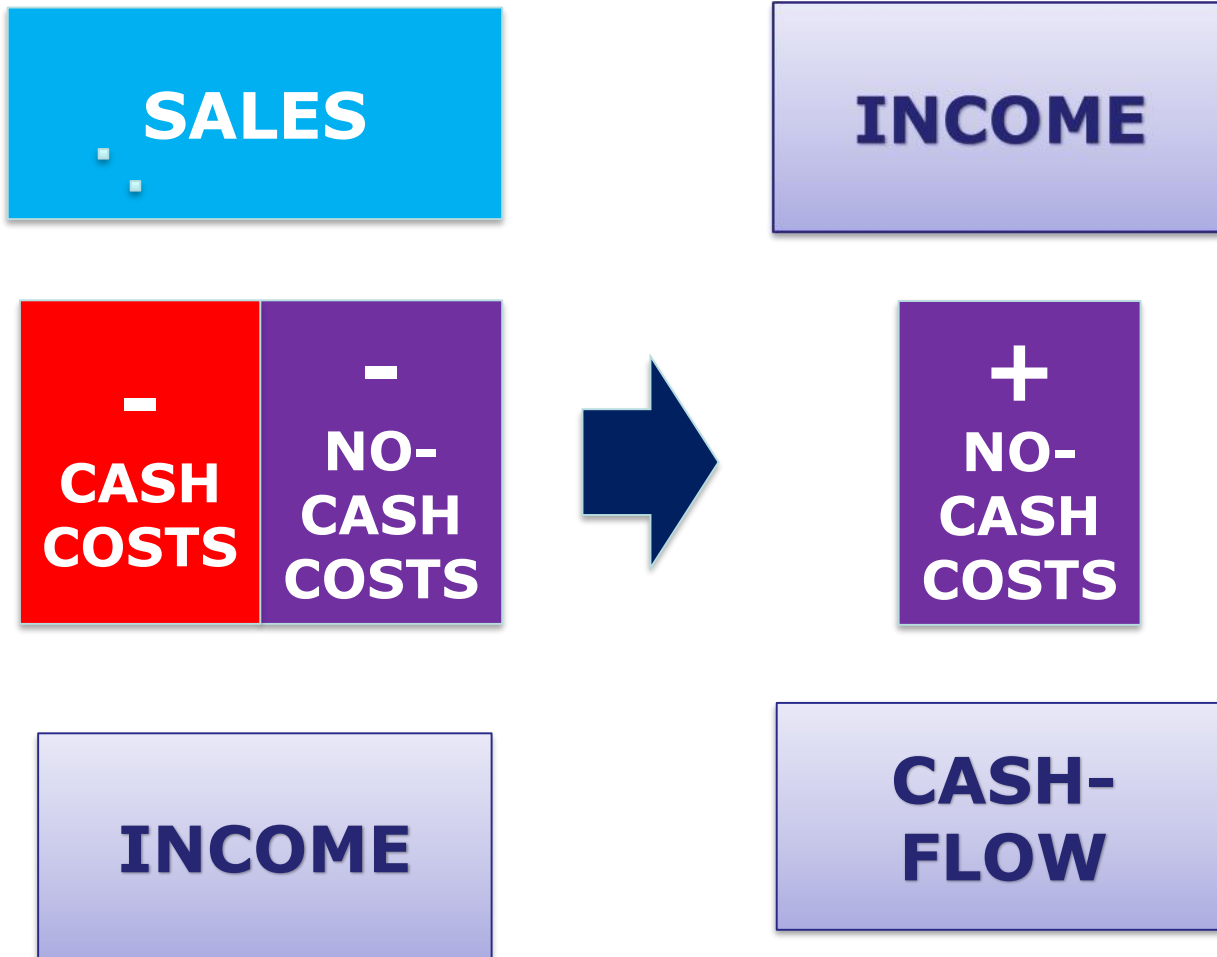 SALES
-
CASH
COSTS
-
NO-
CASH
COSTS
INCOME
INCOME
+
NO-
CASH
COSTS
CASH-
FLOW